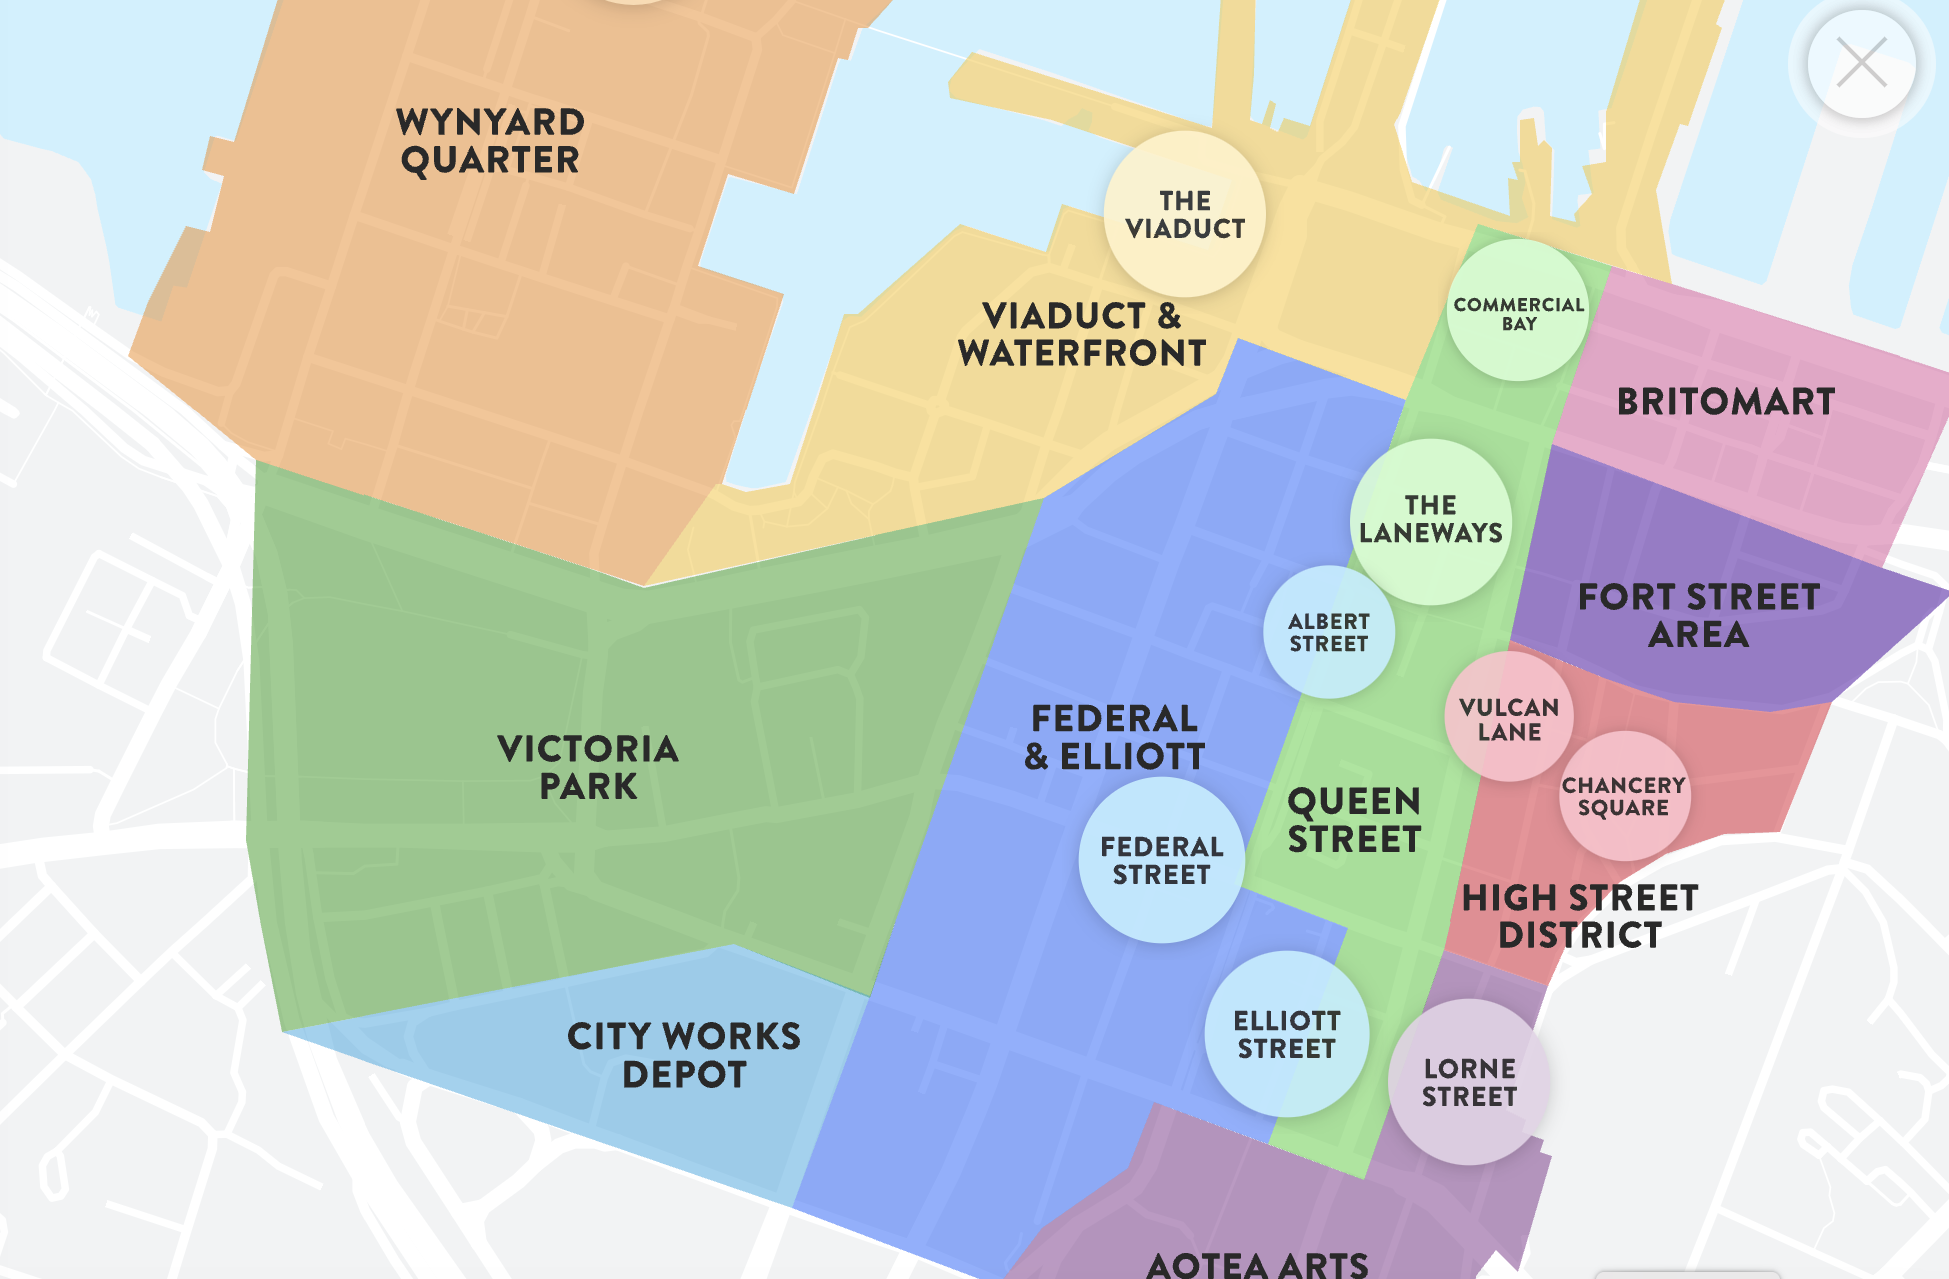 WYNYARD
QUARTER
THE
VIADUCT
VIADUCT &
WATERFRONT
COMMERCIAL
BAY
BRITOMART
THE
LANEWAYS
FORT STREET
AREA
ALBERT
STREET
VULCAN
LANE
FEDERAL
& ELLIOTT
VICTORIA
PARK
CHANCERY
SQUARE
QUEEN
STREET
FEDERAL
STREET
HIGH STREET
DISTRICT
ELLIOTT
STREET
CITY WORKS
DEPOT
LORNE
STREET
AOTEA ARTS